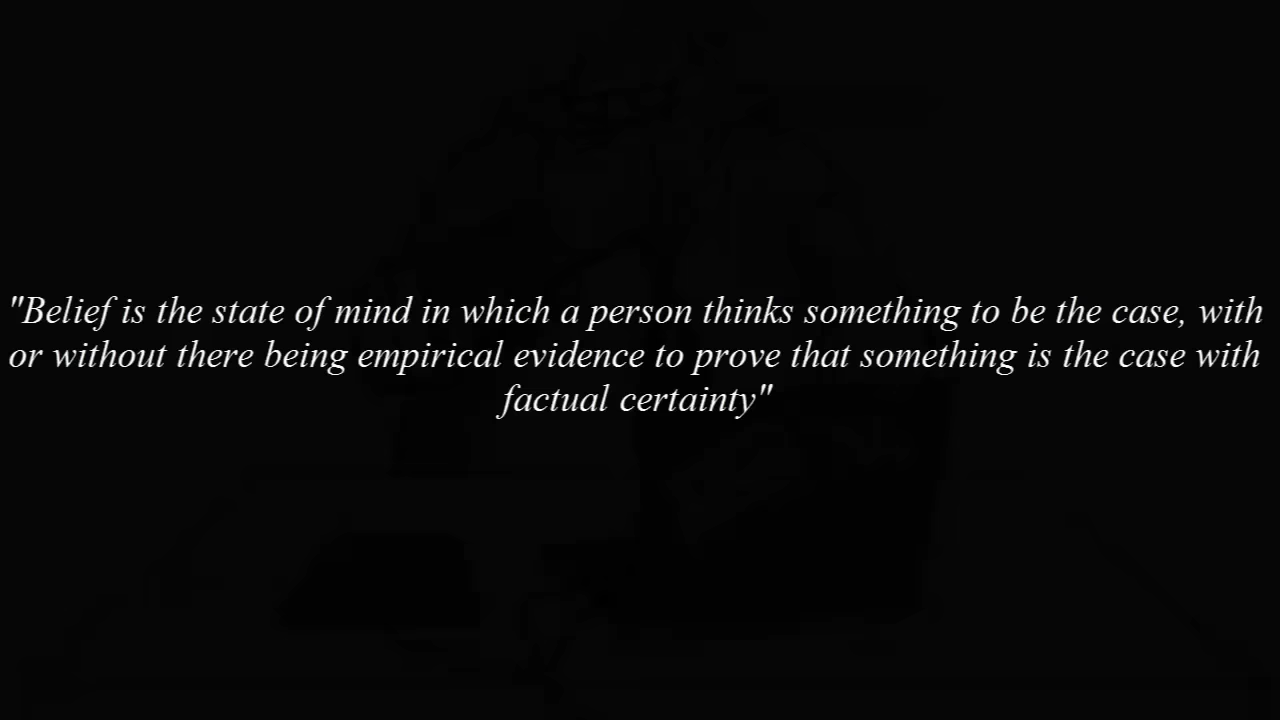 "Belief is the state of mind in which a person thinks something to be the case, with
or without there being empirical evidence to prove that something is the case with
factual certainty"